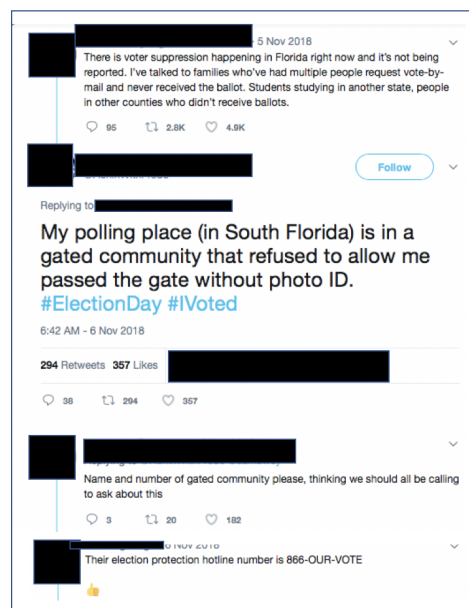 - 5 Nov 2018
There is voter suppression happening in Florida right now and it's not being
reported. I've talked to families who've had multiple people request vote-by-
mail and never received the ballot. Students studying in another state, people
in other counties who didn't receive ballots.
95 2.8K 4.9K
Follow
Replying to
My polling place (in South Florida) is in a
gated community that refused to allow me
passed the gate without photo ID.
#ElectionDay #IVoted
6:42 AM - 6 Nov 2018
294 Retweets 357 Likes
38 294 357
Name and number of gated community please, thinking we should all be calling
to ask about this
3 20 182
6 Nov 2018
Their election protection hotline number is 866-OUR-VOTE